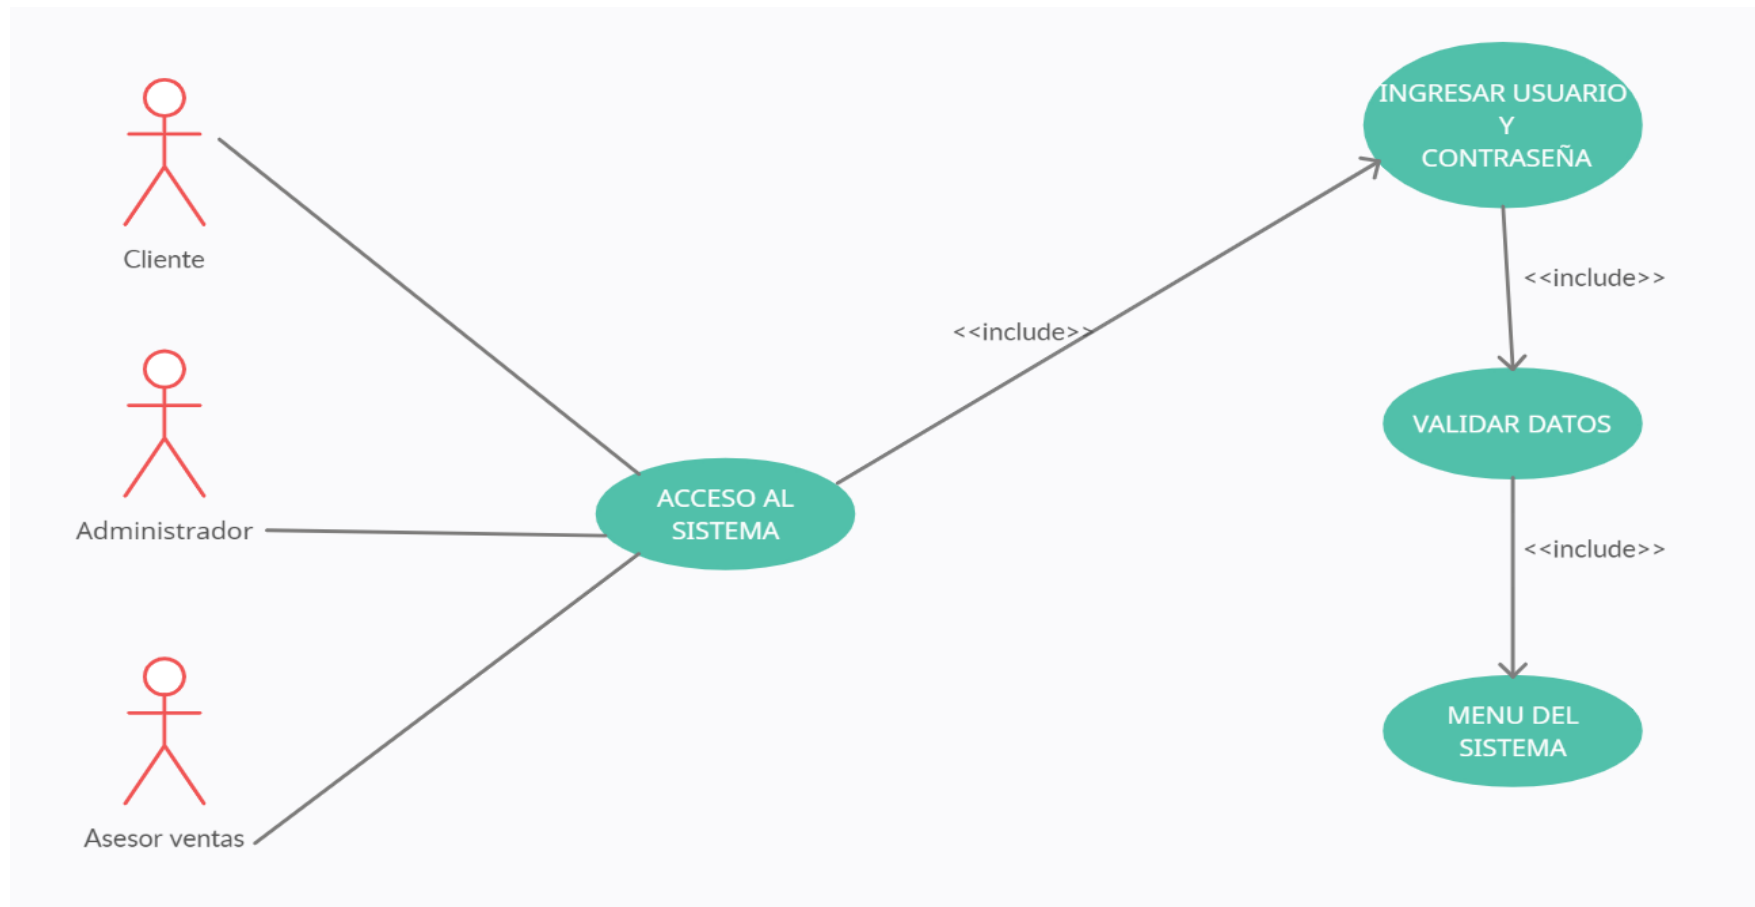 Cliente
Administrador
Asesor ventas
ACCESO AL
SISTEMA
<<include>>
INGRESAR USUARIO
Y
CONTRASEÑA
<<include>>
VALIDAR DATOS
<<include>>
MENU DEL
SISTEMA